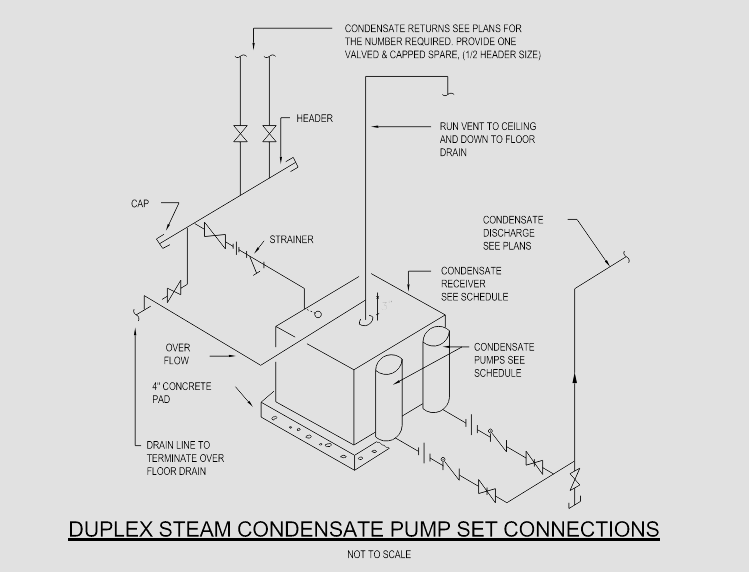 CONDENSATE RETURNS SEE PLANS FOR
THE NUMBER REQUIRED. PROVIDE ONE
VALVED & CAPPED SPARE, (1/2 HEADER SIZE)
HEADER
RUN VENT TO CEILING
AND DOWN TO FLOOR
DRAIN
CAP
STRAINER
CONDENSATE
DISCHARGE
SEE PLANS
CONDENSATE
RECEIVER
SEE SCHEDULE
OVER
FLOW
CONDENSATE
PUMPS SEE
SCHEDULE
4" CONCRETE
PAD
DRAIN LINE TO
TERMINATE OVER
FLOOR DRAIN
DUPLEX STEAM CONDENSATE PUMP SET CONNECTIONS
NOT TO SCALE